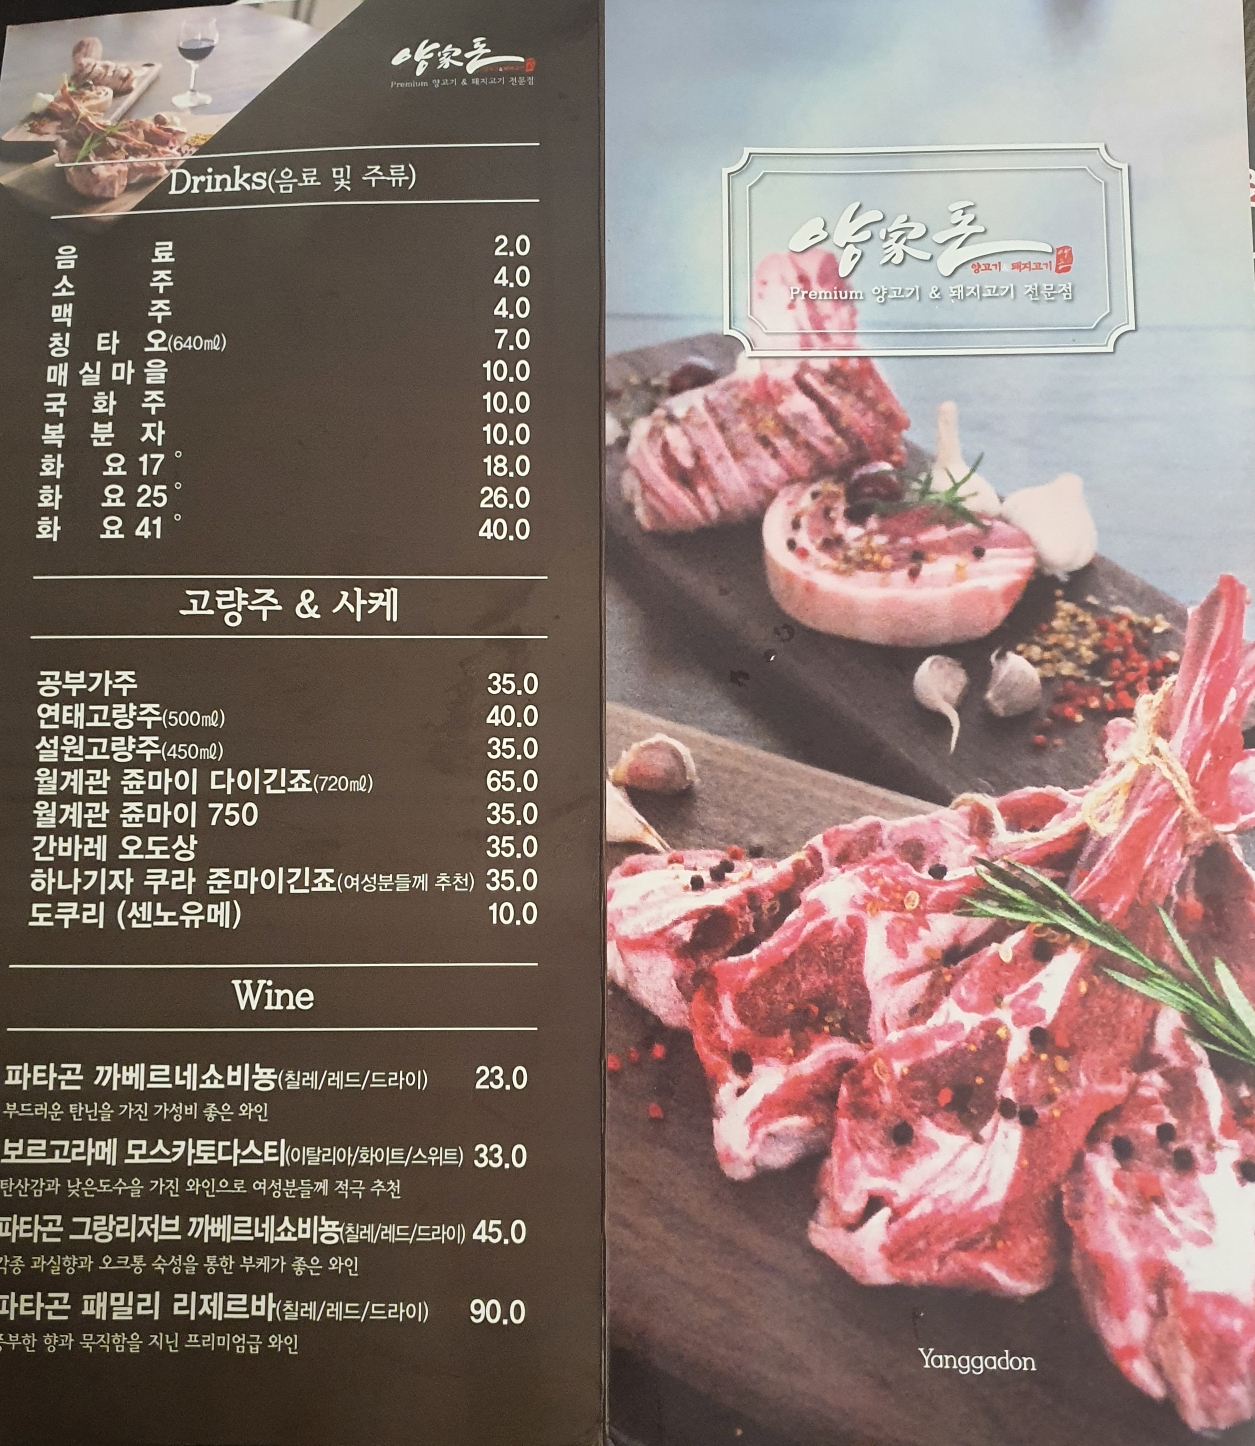 양家돈
Premium 양고기 & 돼지고기 전문점
Drinks(음료 및 주류)
음 료 2.0
소 주 4.0
맥 주 4.0
칭 타 오(640㎖) 7.0
매 실 마 을 10.0
국 화 주 10.0
복 분 자 10.0
화 요 17° 18.0
화 요 25° 26.0
화 요 41° 40.0
고량주 & 사케
공부가주 35.0
연태고량주(500㎖) 40.0
설원고량주(450㎖) 35.0
월계관 쥰마이 다이긴죠(720㎖) 65.0
월계관 쥰마이 750 35.0
간바레 오도상 35.0
하나기자 쿠라 준마이긴죠(여성분들께 추천) 35.0
도쿠리 (센노유메) 10.0
Wine
파타곤 까베르네쇼비뇽(칠레/레드/드라이) 23.0
부드러운 탄닌을 가진 가성비 좋은 와인
보르고라메 모스카토다스티(이탈리아/화이트/스위트) 33.0
탄산감과 낮은도수을 가진 와인으로 여성분들께 적극 추천
파타곤 그랑리저브 까베르네쇼비뇽(칠레/레드/드라이) 45.0
각종 과실향과 오크통 숙성을 통한 부케가 좋은 와인
파타곤 패밀리 리제르바(칠레/레드/드라이) 90.0
풍부한 향과 묵직함을 지닌 프리미엄급 와인
양家돈
양고기 돼지고기
Premium 양고기 & 돼지고기 전문점
Yanggadon